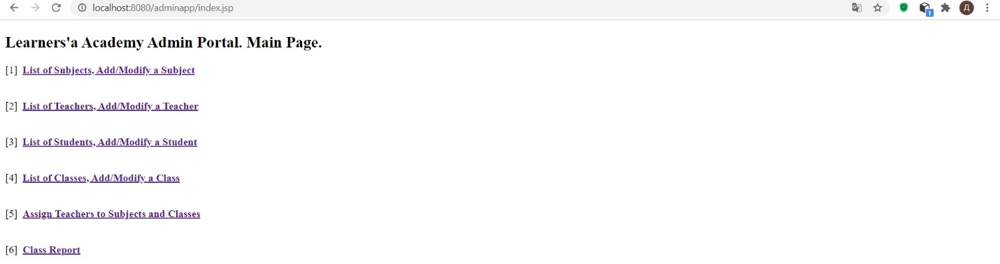 localhost:8080/adminapp/index.jsp
1
Д
Learners'a Academy Admin Portal. Main Page.
[1] List of Subjects, Add/Modify a Subject
[2] List of Teachers, Add/Modify a Teacher
[3] List of Students, Add/Modify a Student
[4] List of Classes, Add/Modify a Class
[5] Assign Teachers to Subjects and Classes
[6] Class Report